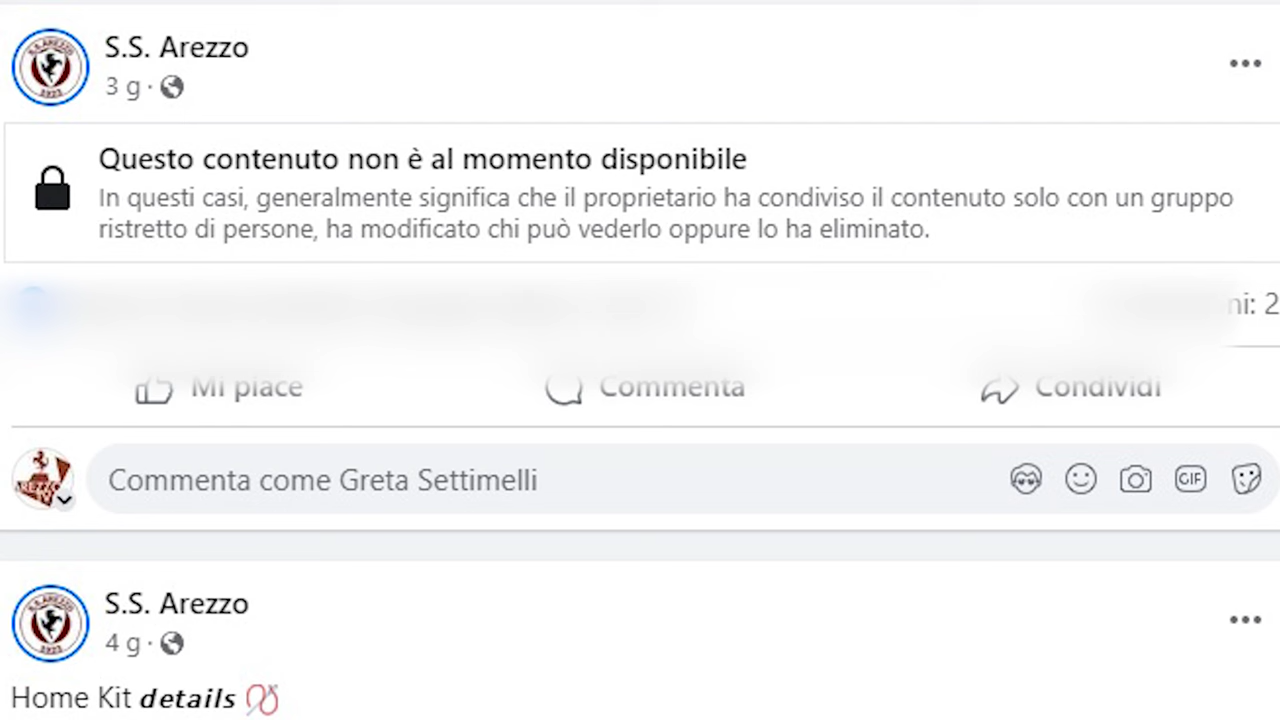 S.S. Arezzo
3 g ·
Questo contenuto non è al momento disponibile
In questi casi, generalmente significa che il proprietario ha condiviso il contenuto solo con un gruppo
ristretto di persone, ha modificato chi può vederlo oppure lo ha eliminato.
ni: 2
Mi place
Commenta
Condividi
Commenta come Greta Settimelli
GIF
S.S. Arezzo
4 g ·
Home Kit details